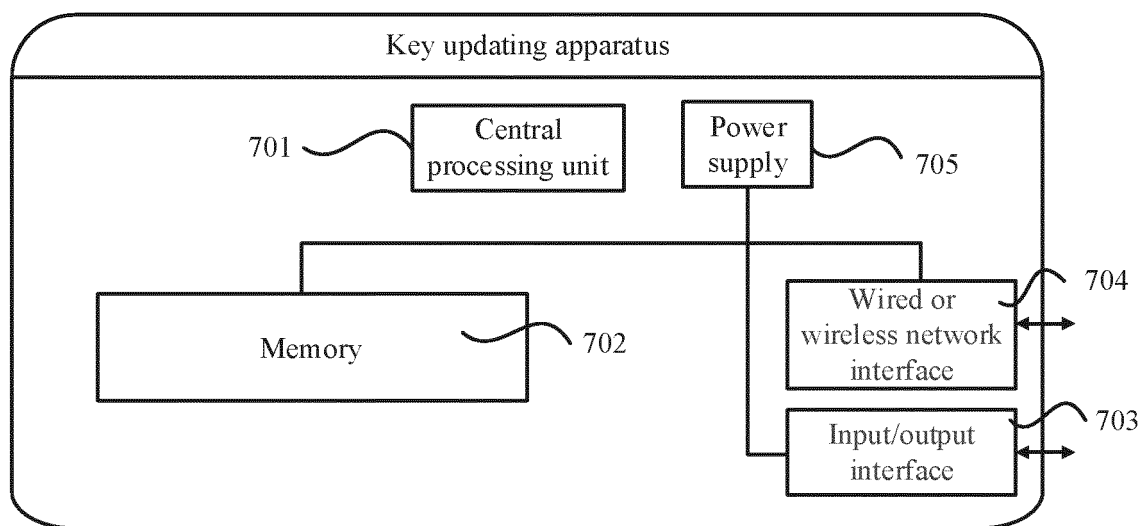 Key updating apparatus
701
Central
processing unit
Power
supply
705
Memory
702
Wired or
wireless network
interface
704
Input/output
interface
703